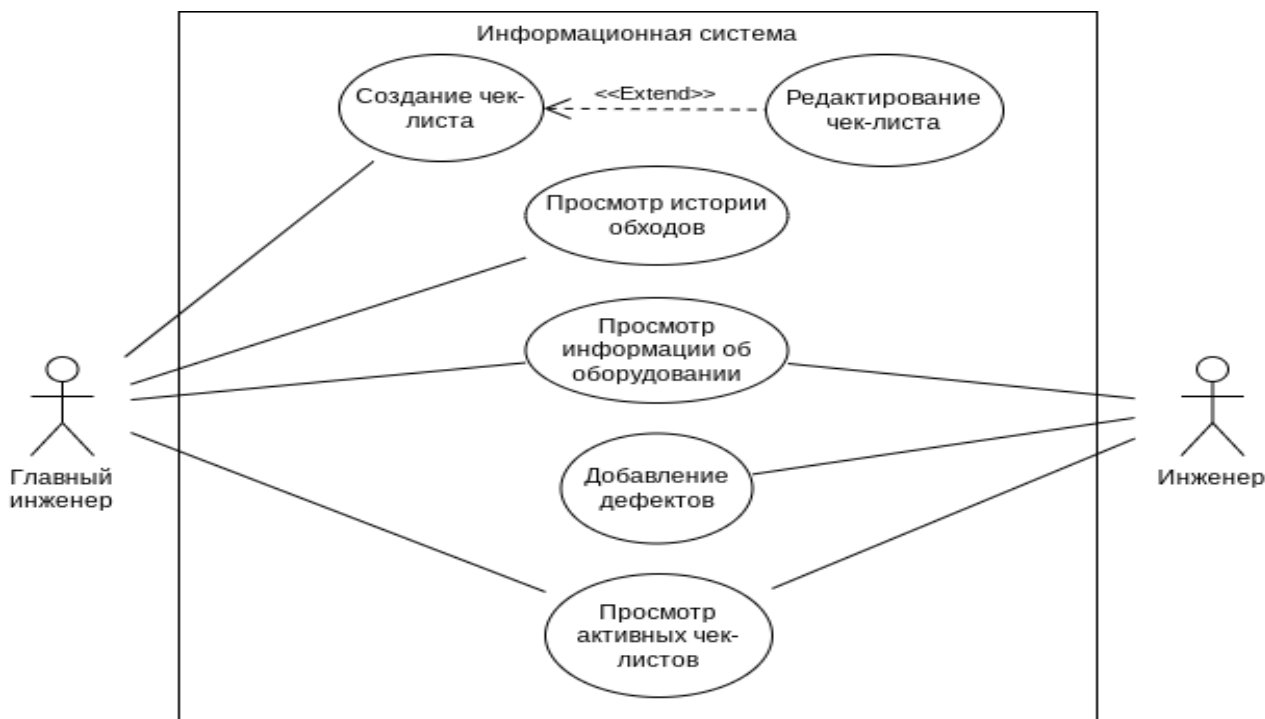 Информационная система
Создание чек-
листа
<<Extend>>
Редактирование
чек-листа
Просмотр истории
обходов
Просмотр
информации об
оборудовании
Главный
инженер
Добавление
дефектов
Инженер
Просмотр
активных чек-
листов